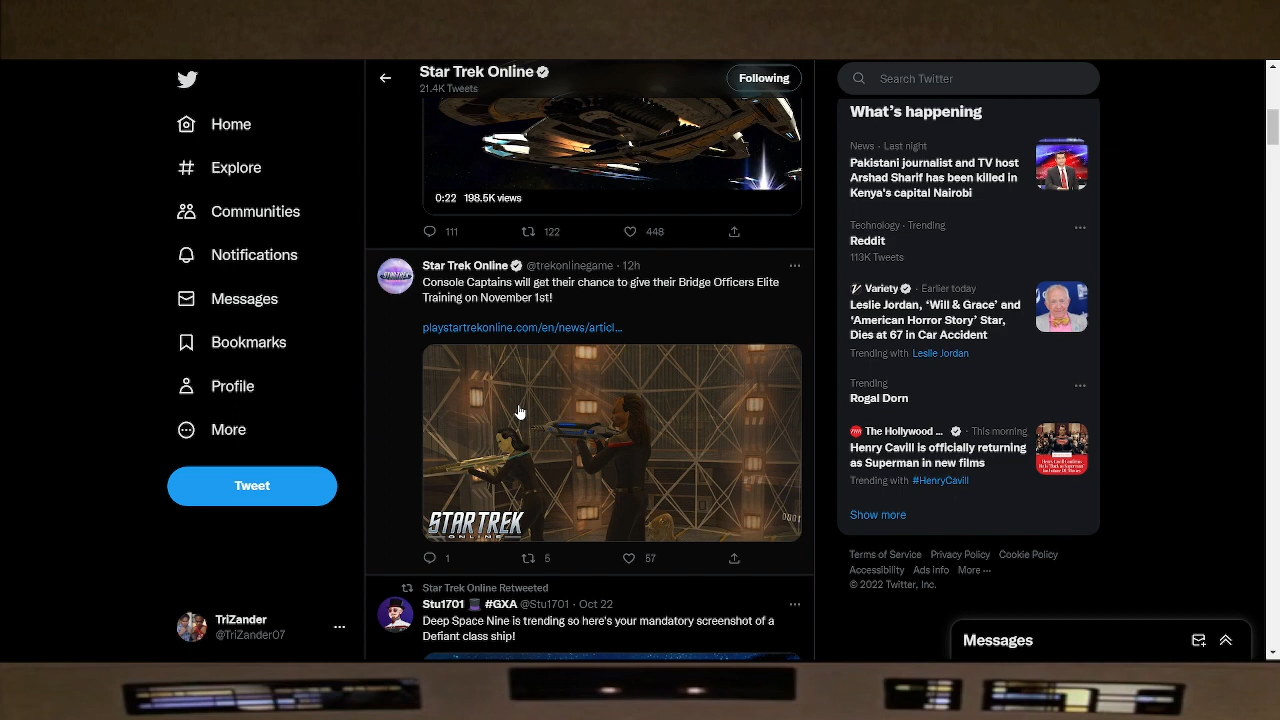 Home
Explore
Communities
Notifications
Messages
Bookmarks
Profile
More
Tweet
TriZander
@TriZander07
Star Trek Online
21.4K Tweets
Following
0:22 198.5K views
111 122 448
Star Trek Online @trekonlinegame · 12h
Console Captains will get their chance to give their Bridge Officers Elite
Training on November 1st!
playstartrekonline.com/en/news/articl…
STAR TREK
ONLINE
1 5 57
Star Trek Online Retweeted
Stu1701 #GXA @Stu1701 · Oct 22
Deep Space Nine is trending so here's your mandatory screenshot of a
Defiant class ship!
Search Twitter
What's happening
News · Last night
Pakistani journalist and TV host
Arshad Sharif has been killed in
Kenya's capital Nairobi
Technology · Trending
Reddit
113K Tweets
Variety · Earlier today
Leslie Jordan, 'Will & Grace' and
'American Horror Story' Star,
Dies at 67 in Car Accident
Trending with Leslie Jordan
Trending
Rogal Dorn
The Hollywood ... · This morning
Henry Cavill is officially returning
as Superman in new films
Trending with #HenryCavill
Show more
Terms of Service Privacy Policy Cookie Policy
Accessibility Ads info More ···
© 2022 Twitter, Inc.
Messages